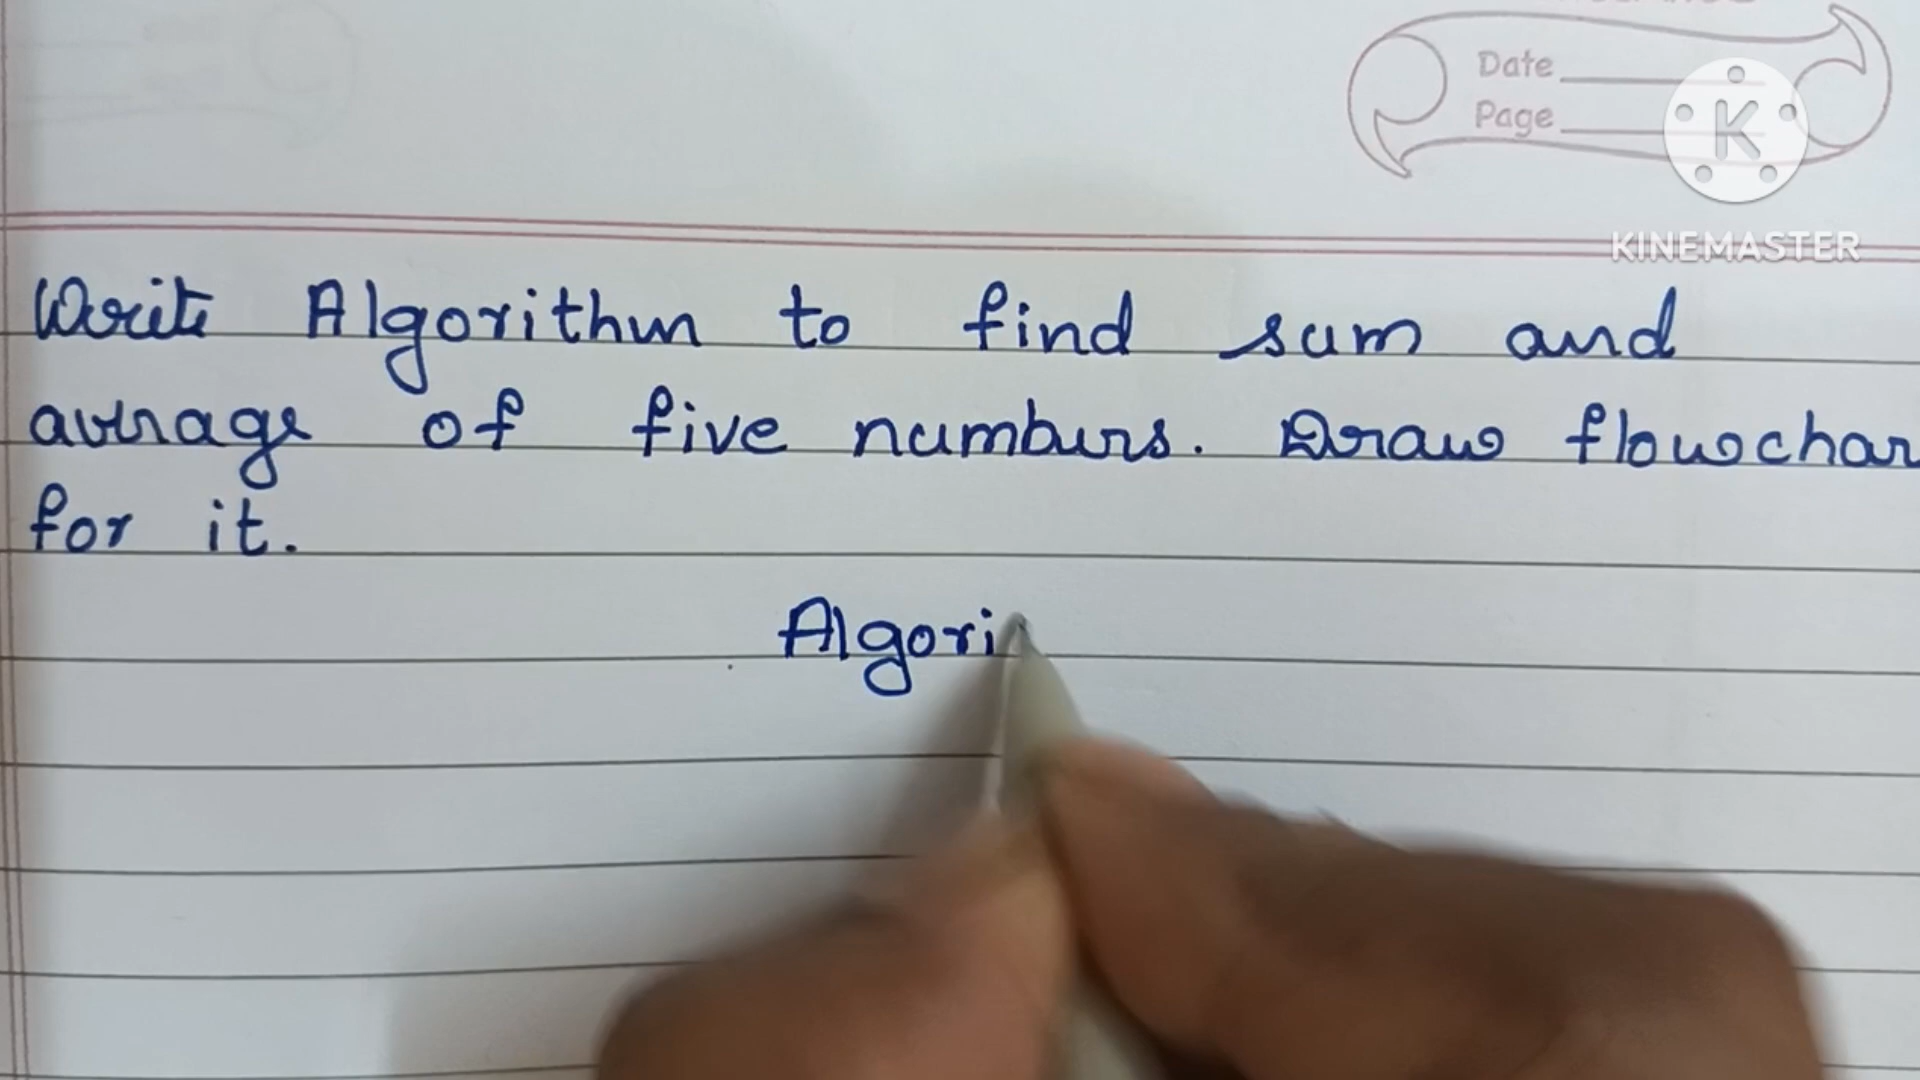 Date
Page
K
KINEMASTER
Write Algorithm to find sum and
average of five numbers. Draw flowchar
for it.
Algori